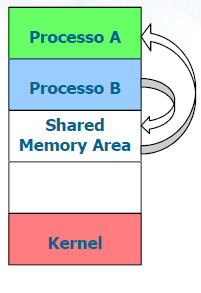 Processo A
Processo B
Shared
Memory Area
Kernel